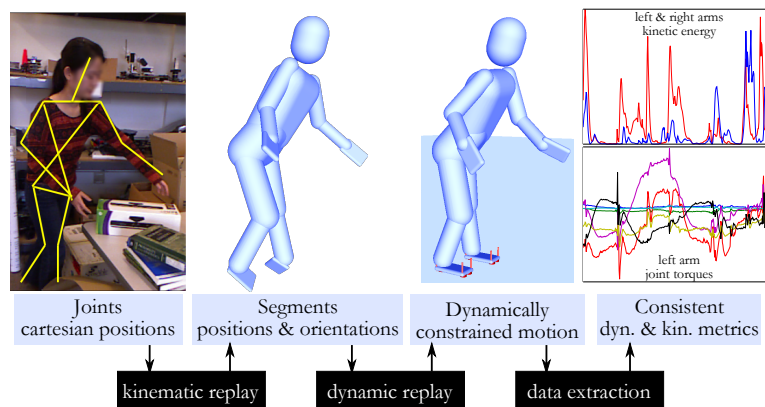 left & right arms
kinetic energy
left arm
joint torques
Joints
cartesian positions
Segments
positions & orientations
Dynamically
constrained motion
Consistent
dyn. & kin. metrics
kinematic replay
dynamic replay
data extraction